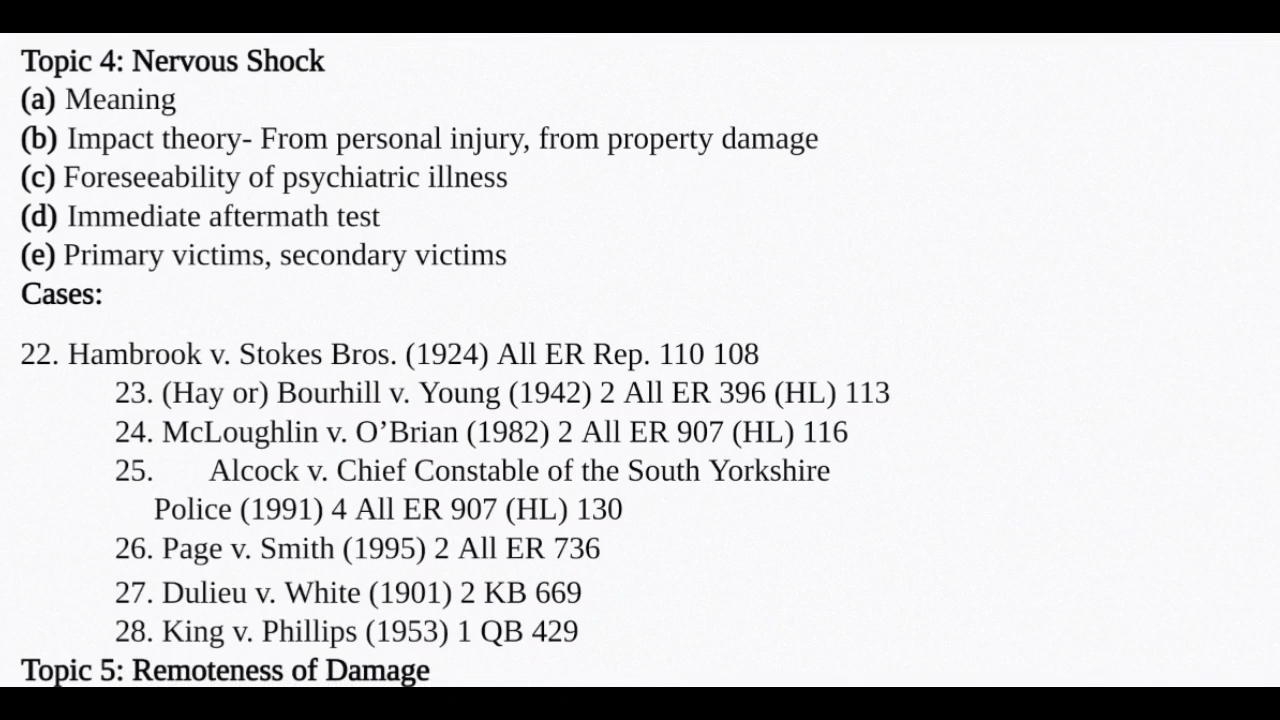 Topic 4: Nervous Shock
(a) Meaning
(b) Impact theory- From personal injury, from property damage
(c) Foreseeability of psychiatric illness
(d) Immediate aftermath test
(e) Primary victims, secondary victims
Cases:
22. Hambrook v. Stokes Bros. (1924) All ER Rep. 110 108
23. (Hay or) Bourhill v. Young (1942) 2 All ER 396 (HL) 113
24. McLoughlin v. O’Brian (1982) 2 All ER 907 (HL) 116
25. Alcock v. Chief Constable of the South Yorkshire
Police (1991) 4 All ER 907 (HL) 130
26. Page v. Smith (1995) 2 All ER 736
27. Dulieu v. White (1901) 2 KB 669
28. King v. Phillips (1953) 1 QB 429
Topic 5: Remoteness of Damage